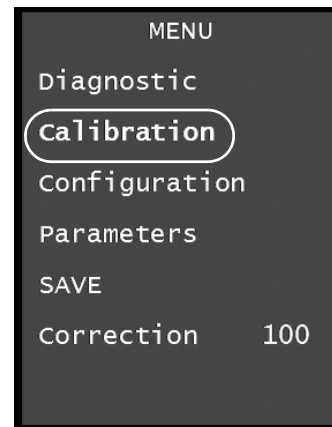 MENU
Diagnostic
Calibration
Configuration
Parameters
SAVE
Correction 100